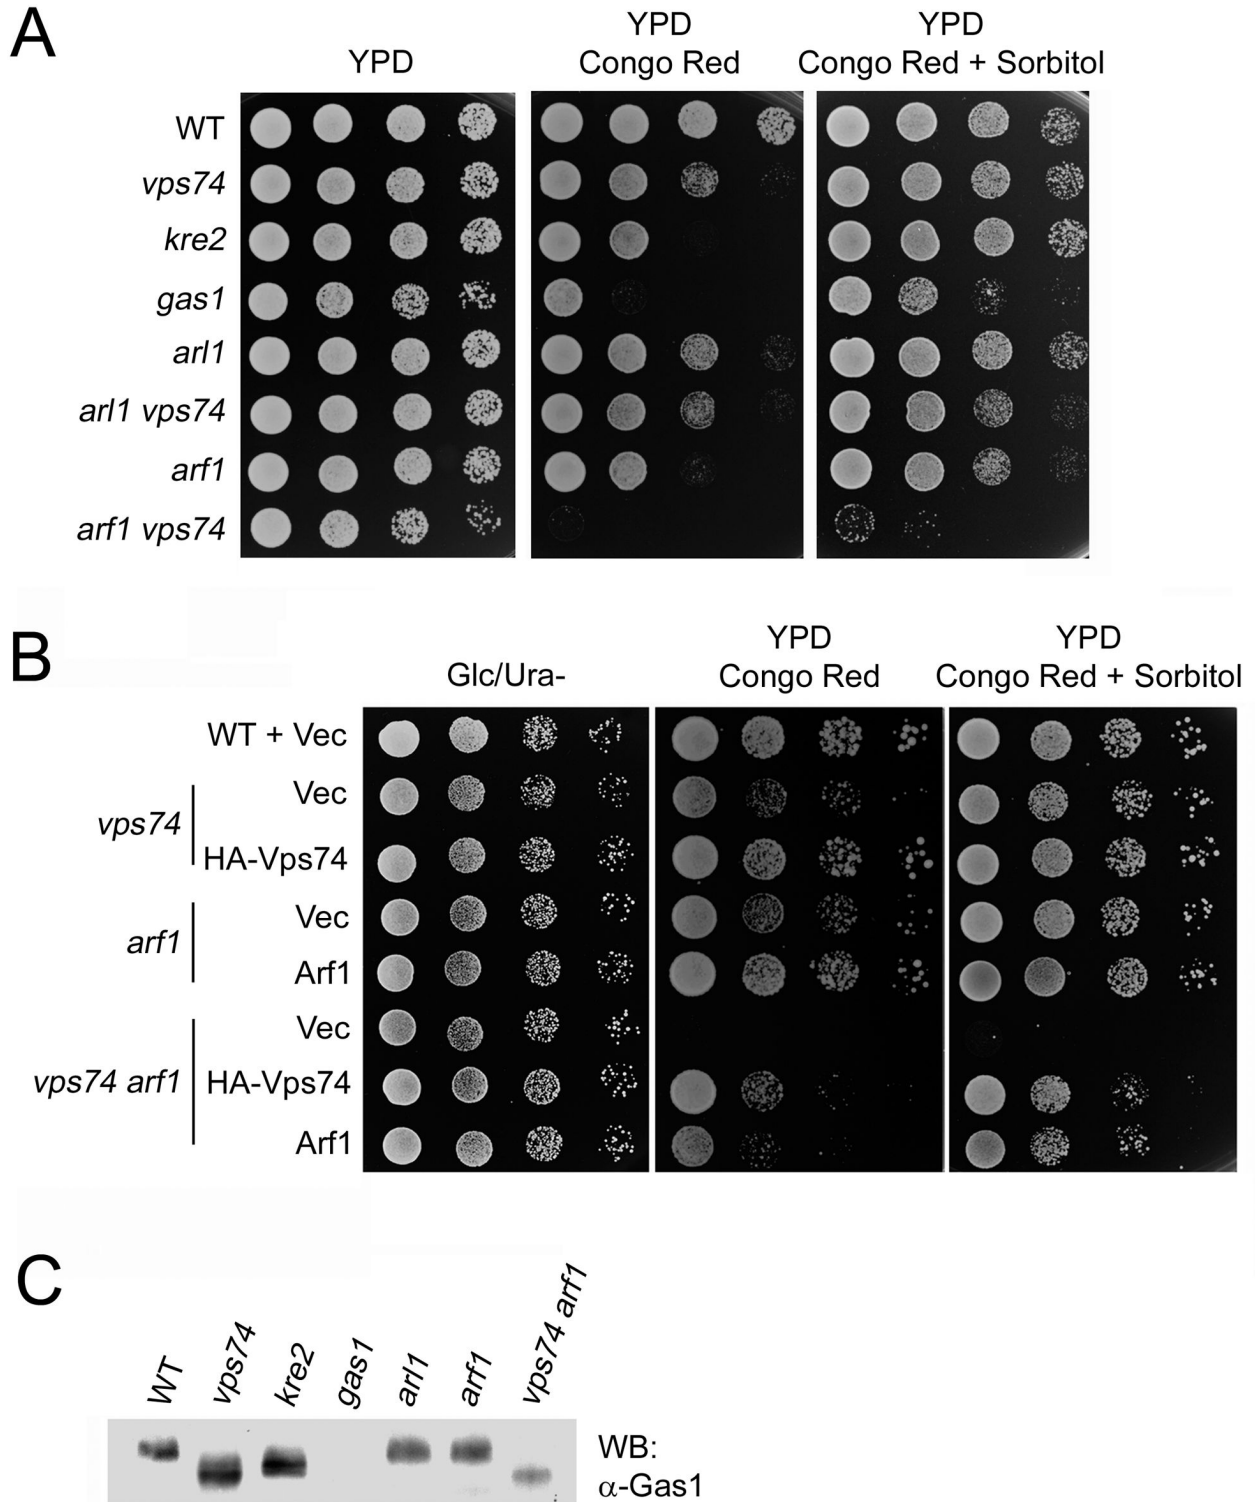 A
YPD
YPD
Congo Red
YPD
Congo Red + Sorbitol
WT
vps74
kre2
gas1
arl1
arl1 vps74
arf1
arf1 vps74
B
Glc/Ura-
YPD
Congo Red
YPD
Congo Red + Sorbitol
WT + Vec
vps74
Vec
HA-Vps74
arf1
Vec
Arf1
vps74 arf1
Vec
HA-Vps74
Arf1
C
WT
vps74
kre2
gas1
arl1
arf1
vps74 arf1
WB:
α-Gas1